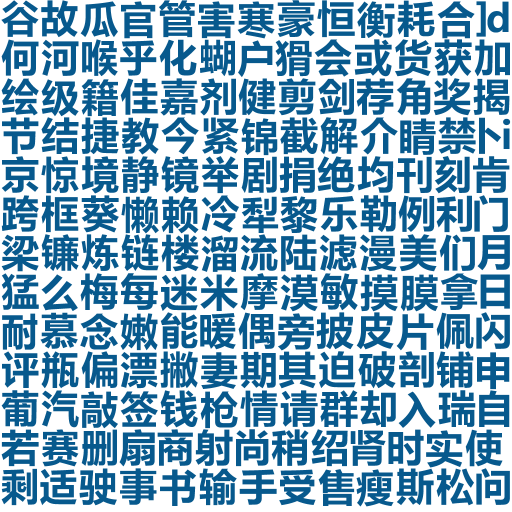 谷故瓜官管害寒豪恒衡耗合]d
何河喉乎化蝴户猾会或货获加
绘级籍佳嘉剂健剪剑荐角奖揭
节结捷教今紧锦截解介睛禁卜i
京惊境静镜举剧捐绝均刊刻肯
跨框葵懒赖冷犁黎乐勒例利门
梁镰炼链楼溜流陆滤漫美们月
猛么梅每迷米摩漠敏摸膜拿日
耐慕念嫩能暖偶旁披皮片佩闪
评瓶偏漂撇妻期其迫破剖铺申
葡汽敲签钱枪情请群却入瑞自
若赛删扇商射尚稍绍肾时实使
剩适驶事书输手受售瘦斯松问